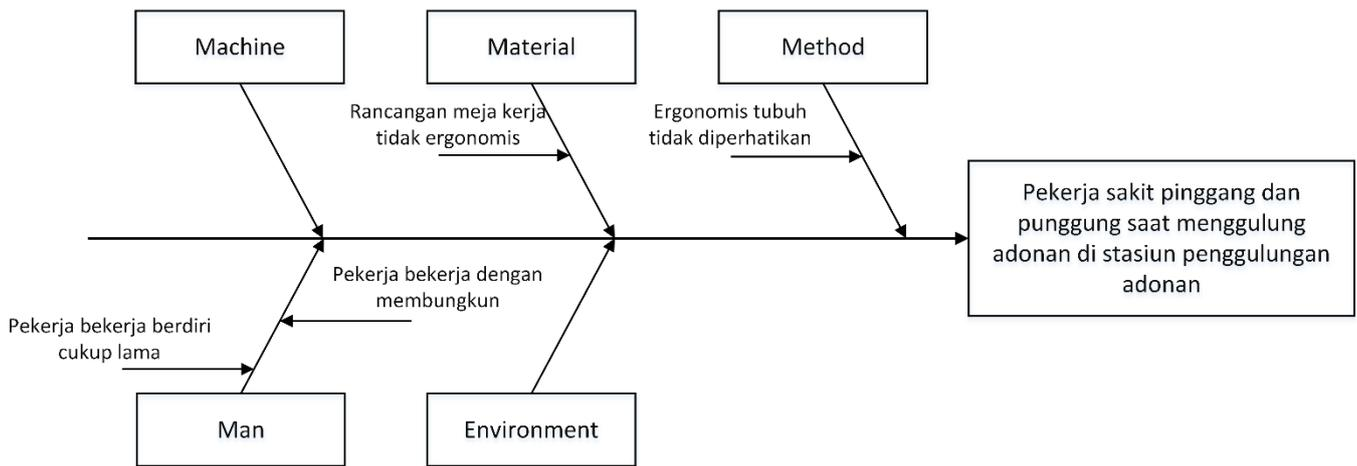 Machine
Material
Method
Rancangan meja kerja
tidak ergonomis
Ergonomis tubuh
tidak diperhatikan
Pekerja sakit pinggang dan
punggung saat menggulung
adonan di stasiun penggulungan
adonan
Pekerja bekerja dengan
membungkun
Pekerja bekerja berdiri
cukup lama
Man
Environment